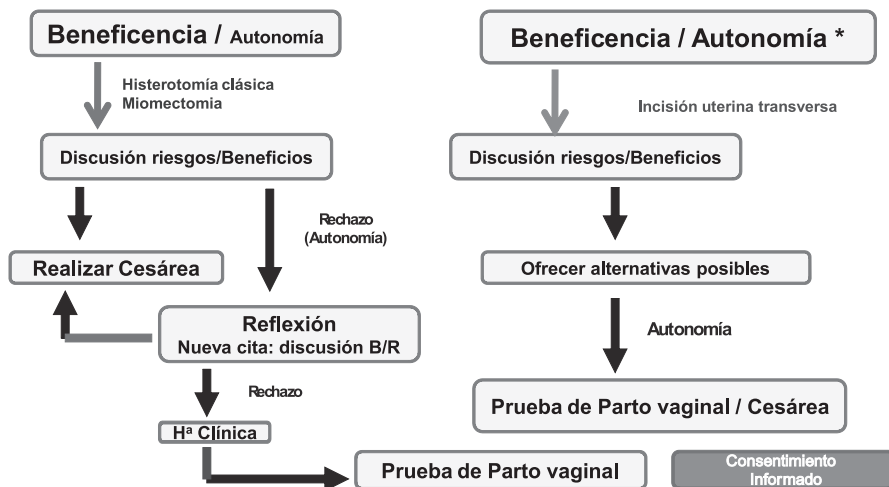 Beneficencia / Autonomía
Histerotomía clásica
Miomectomia
Discusión riesgos/Beneficios
Rechazo
(Autonomía)
Realizar Cesárea
Reflexión
Nueva cita: discusión B/R
Rechazo
Hª Clínica
Prueba de Parto vaginal
Beneficencia / Autonomía *
Incisión uterina transversa
Discusión riesgos/Beneficios
Ofrecer alternativas posibles
Autonomía
Prueba de Parto vaginal / Cesárea
Consentimiento
Informado